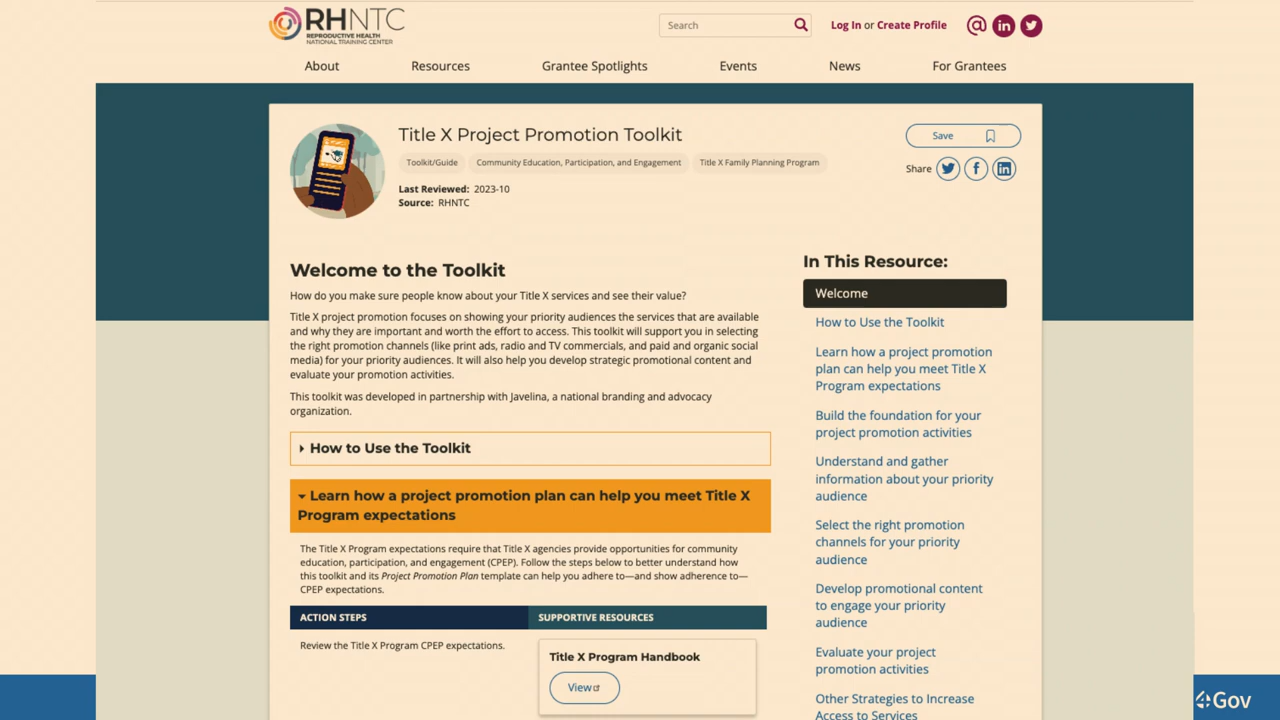 RHNTC
REPRODUCTIVE HEALTH
NATIONAL TRAINING CENTER
Search
Log In or Create Profile
About
Resources
Grantee Spotlights
Events
News
For Grantees
Title X Project Promotion Toolkit
Toolkit/Guide
Community Education, Participation, and Engagement
Title X Family Planning Program
Last Reviewed: 2023-10
Source: RHNTC
Save
Share
Welcome to the Toolkit
How do you make sure people know about your Title X services and see their value?
Title X project promotion focuses on showing your priority audiences the services that are available
and why they are important and worth the effort to access. This toolkit will support you in selecting
the right promotion channels (like print ads, radio and TV commercials, and paid and organic social
media) for your priority audiences. It will also help you develop strategic promotional content and
evaluate your promotion activities.
This toolkit was developed in partnership with Javelina, a national branding and advocacy
organization.
How to Use the Toolkit
Learn how a project promotion plan can help you meet Title X
Program expectations
The Title X Program expectations require that Title X agencies provide opportunities for community
education, participation, and engagement (CPEP). Follow the steps below to better understand how
this toolkit and its Project Promotion Plan template can help you adhere to—and show adherence to—
CPEP expectations.
ACTION STEPS
SUPPORTIVE RESOURCES
Review the Title X Program CPEP expectations.
Title X Program Handbook
View
In This Resource:
Welcome
How to Use the Toolkit
Learn how a project promotion
plan can help you meet Title X
Program expectations
Build the foundation for your
project promotion activities
Understand and gather
information about your priority
audience
Select the right promotion
channels for your priority
audience
Develop promotional content
to engage your priority
audience
Evaluate your project
promotion activities
Other Strategies to Increase
Access to Services
4Gov